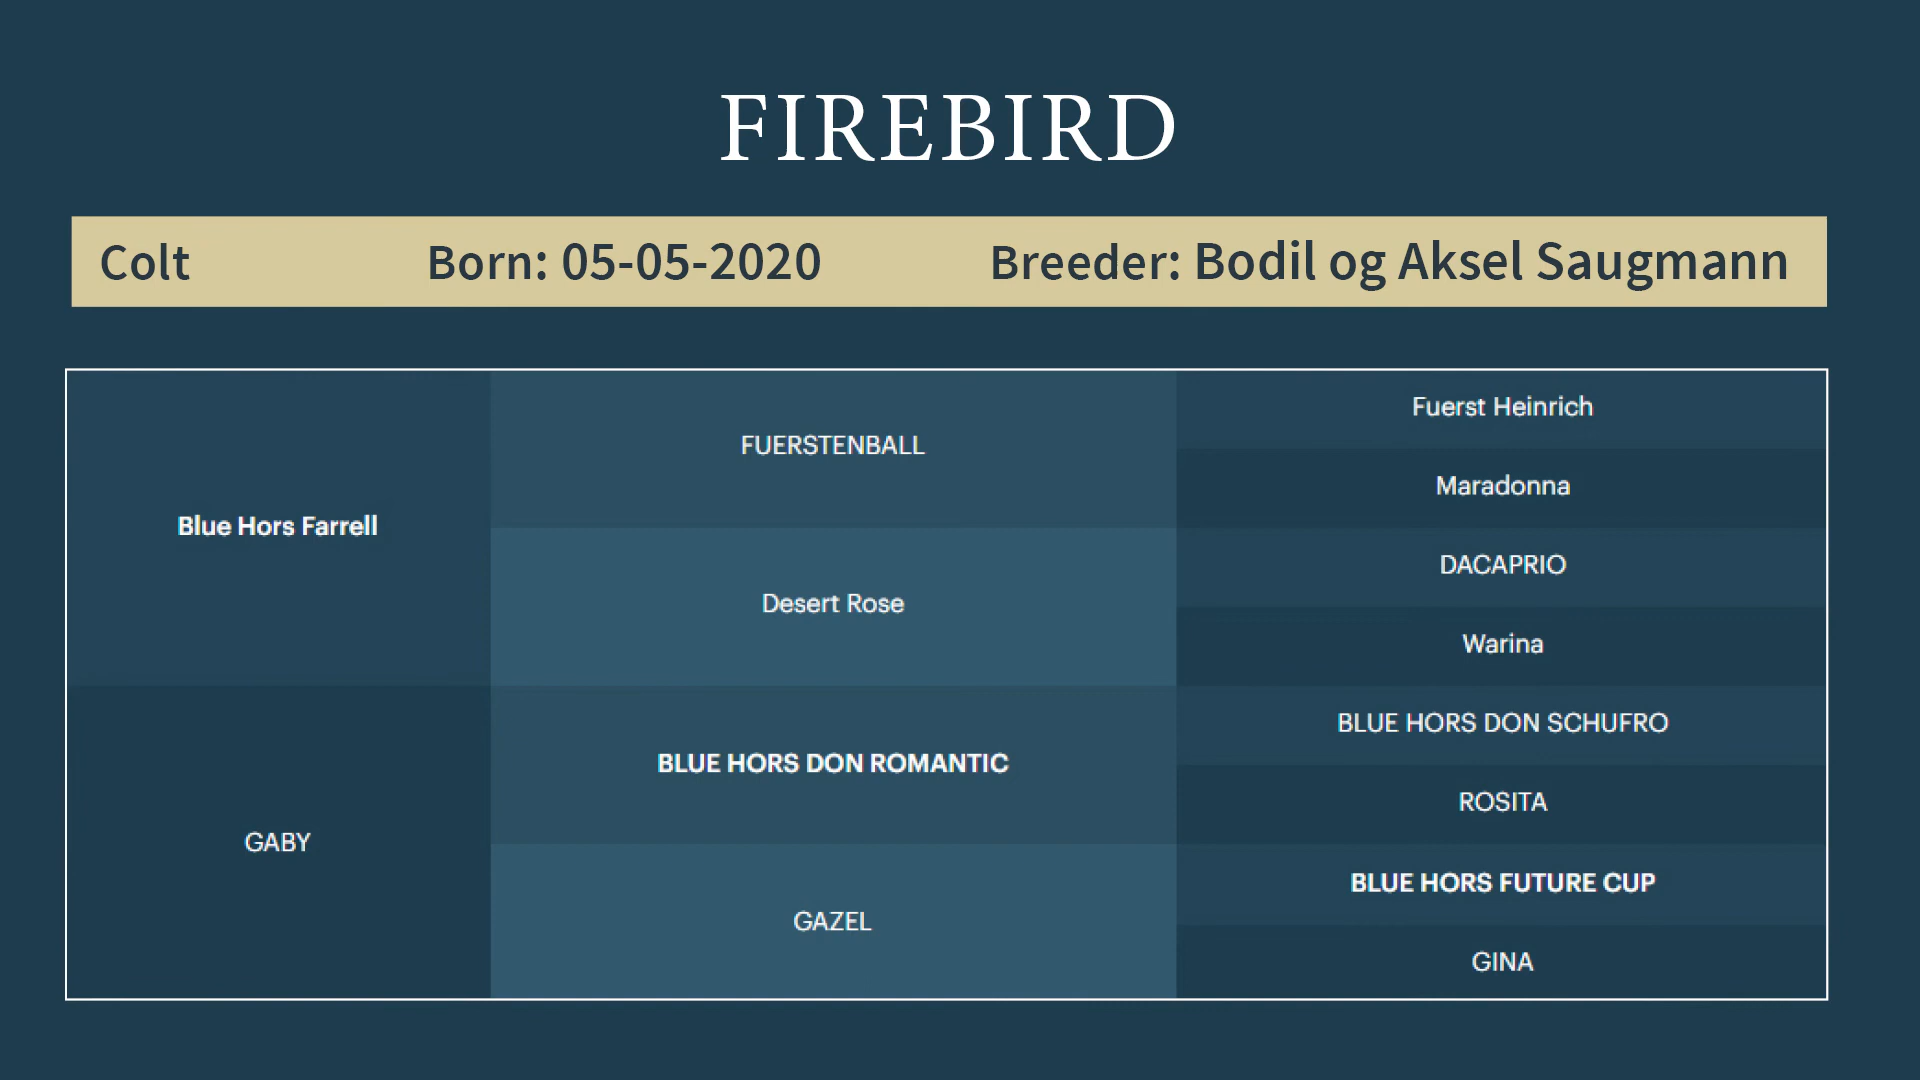 FIREBIRD
Colt Born: 05-05-2020 Breeder: Bodil og Aksel Saugmann
Blue Hors Farrell
FUERSTENBALL
Fuerst Heinrich
Maradonna
Desert Rose
DACAPRIO
Warina
GABY
BLUE HORS DON ROMANTIC
BLUE HORS DON SCHUFRO
ROSITA
GAZEL
BLUE HORS FUTURE CUP
GINA